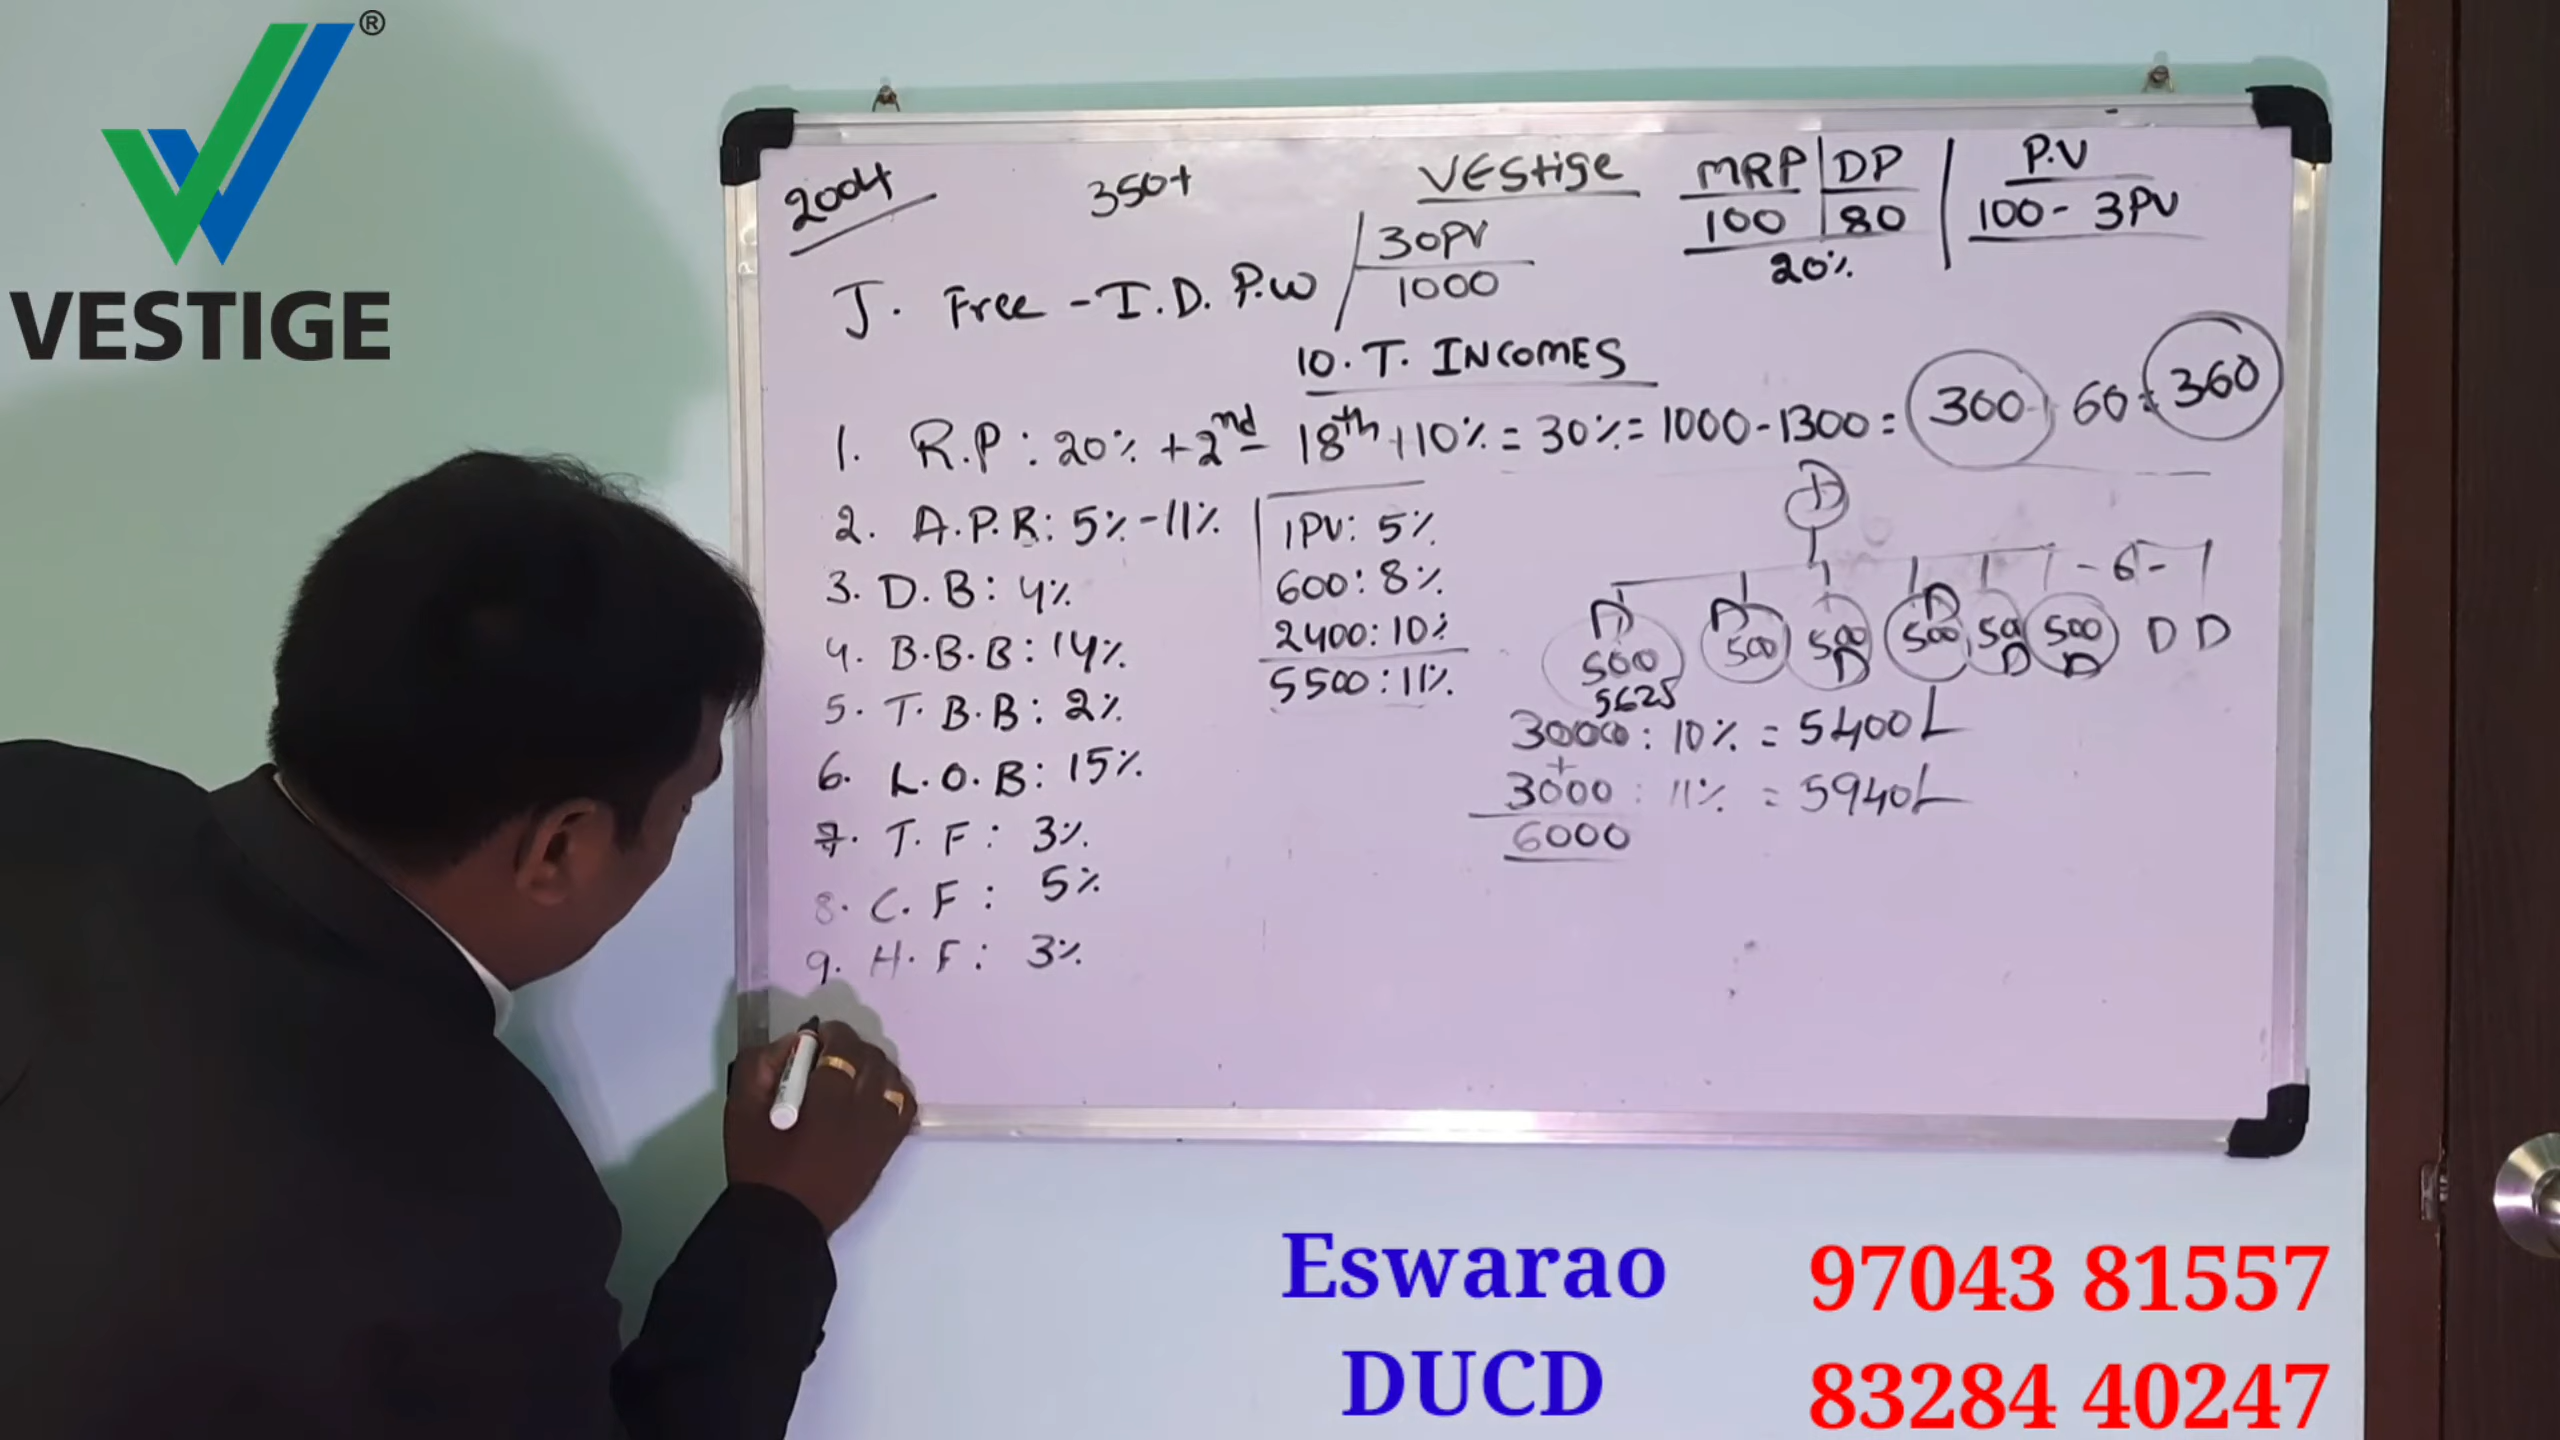 VESTIGE
®
2004
350+
VEStige
MRP DP
100 80
20%
P.V
100 - 3PV
J. Free - I.D. P.W
30PV
1000
10. T. INCOMES
1. R.P : 20% + 2nd - 18th + 10% = 30% = 1000 - 1300 = 300 + 60 = 360
2. A.P.R: 5% - 11%
3. D.B: 4%
4. B.B.B: 14%
5. T.B.B: 2%
6. L.O.B: 15%
7. T.F: 3%
8. C.F: 5%
9. H.F: 3%
1PV: 5%
600: 8%
2400: 10%
5500: 11%
D
- 6 -
D D D D D D D D
500 500 500 500 500 500
5625
3000 : 10% = 5400L
+
3000 : 11% = 5940L
6000
Eswarao 97043 81557
DUCD 83284 40247